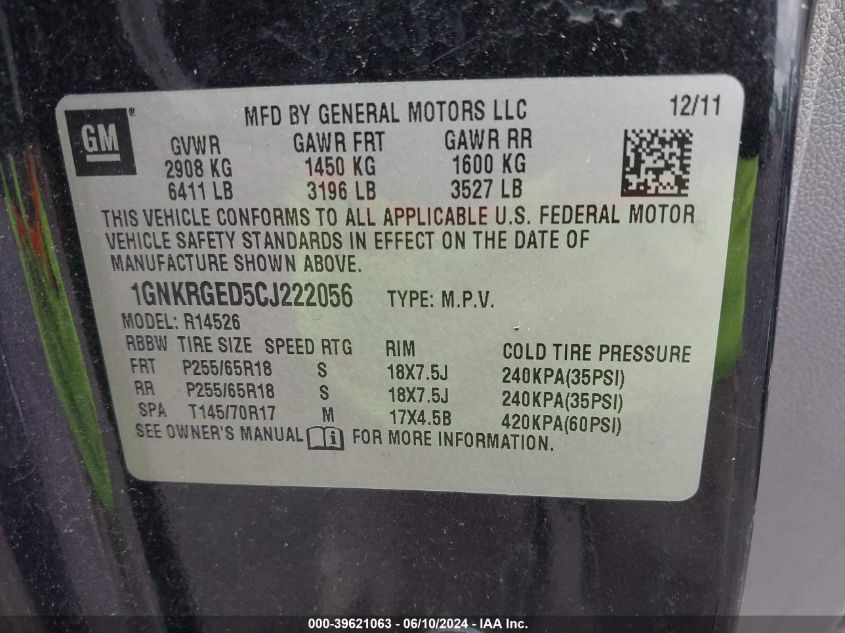 GM ®
MFD BY GENERAL MOTORS LLC 12/11
GVWR GAWR FRT GAWR RR
2908 KG 1450 KG 1600 KG
6411 LB 3196 LB 3527 LB
THIS VEHICLE CONFORMS TO ALL APPLICABLE U.S. FEDERAL MOTOR
VEHICLE SAFETY STANDARDS IN EFFECT ON THE DATE OF
MANUFACTURE SHOWN ABOVE.
1GNKRGED5CJ222056 TYPE: M.P.V.
MODEL: R14526
RBBW TIRE SIZE SPEED RTG RIM COLD TIRE PRESSURE
FRT P255/65R18 S 18X7.5J 240KPA(35PSI)
RR P255/65R18 S 18X7.5J 240KPA(35PSI)
SPA T145/70R17 M 17X4.5B 420KPA(60PSI)
SEE OWNER'S MANUAL i FOR MORE INFORMATION.
000-39621063 - 06/10/2024 - IAA Inc.